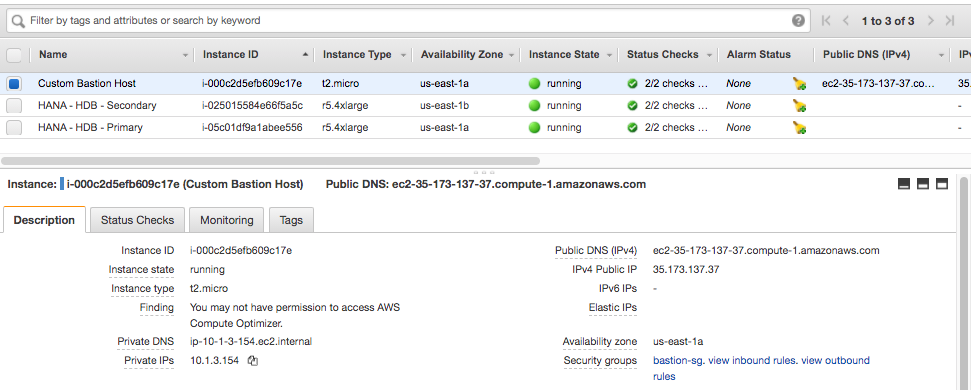 Filter by tags and attributes or search by keyword ? 1 to 3 of 3
Name Instance ID Instance Type Availability Zone Instance State Status Checks Alarm Status Public DNS (IPv4) IPv
Custom Bastion Host i-000c2d5efb609c17e t2.micro us-east-1a running 2/2 checks ... None ec2-35-173-137-37.co... 35.
HANA - HDB - Secondary i-025015584e66f5a5c r5.4xlarge us-east-1b running 2/2 checks ... None -
HANA - HDB - Primary i-05c01df9a1abee556 r5.4xlarge us-east-1a running 2/2 checks ... None -
Instance: i-000c2d5efb609c17e (Custom Bastion Host) Public DNS: ec2-35-173-137-37.compute-1.amazonaws.com
Description Status Checks Monitoring Tags
Instance ID i-000c2d5efb609c17e Public DNS (IPv4) ec2-35-173-137-37.compute-1.amazonaws.com
Instance state running IPv4 Public IP 35.173.137.37
Instance type t2.micro IPv6 IPs -
Finding You may not have permission to access AWS Elastic IPs
Compute Optimizer.
Private DNS ip-10-1-3-154.ec2.internal Availability zone us-east-1a
Private IPs 10.1.3.154 Security groups bastion-sg. view inbound rules. view outbound
rules